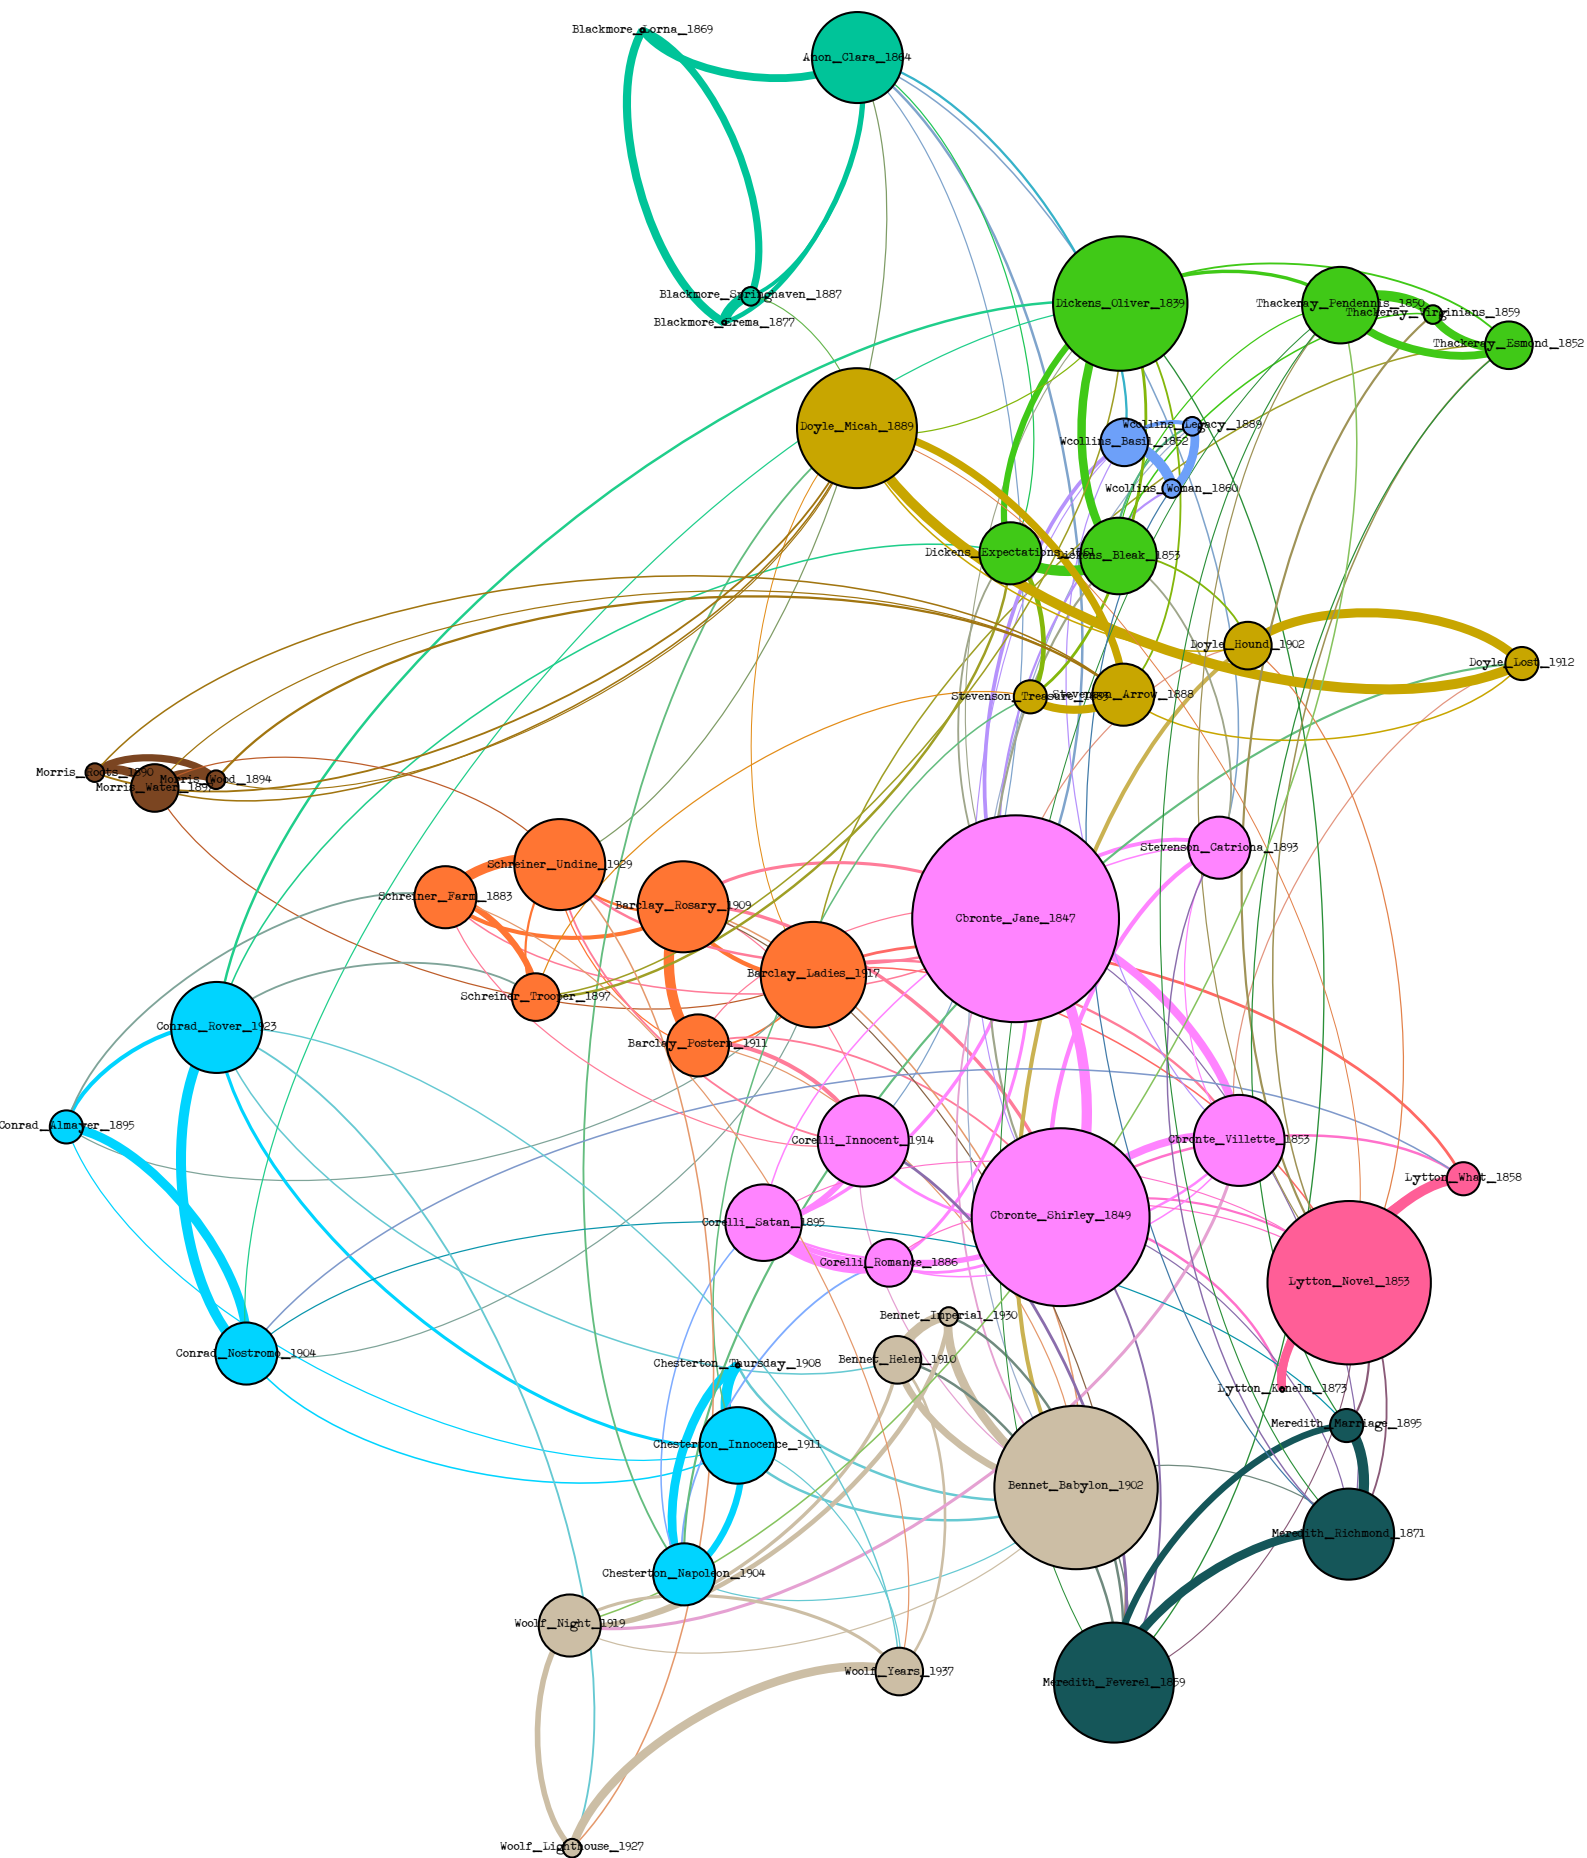 Blackmore_Lorna_1869
Anon_Clara_1864
Blackmore_Springhaven_1887
Blackmore_Erema_1877
Dickens_Oliver_1839
Thackeray_Pendennis_1850
Thackeray_Virginians_1859
Thackeray_Esmond_1852
Doyle_Micah_1889
Wcollins_Legacy_1889
Wcollins_Basil_1852
Wcollins_Woman_1860
Dickens_Expectations_1861
Dickens_Bleak_1853
Doyle_Hound_1902
Doyle_Lost_1912
Stevenson_Treasure_1883
Stevenson_Arrow_1888
Morris_Roots_1890
Morris_Wood_1894
Morris_Water_1897
Stevenson_Catriona_1893
Schreiner_Undine_1929
Schreiner_Farm_1883
Barclay_Rosary_1909
Cbronte_Jane_1847
Barclay_Ladies_1917
Schreiner_Trooper_1897
Conrad_Rover_1923
Barclay_Postern_1911
Conrad_Almayer_1895
Corelli_Innocent_1914
Cbronte_Villette_1853
Lytton_What_1858
Corelli_Satan_1895
Cbronte_Shirley_1849
Corelli_Romance_1886
Lytton_Novel_1853
Bennet_Imperial_1930
Conrad_Nostromo_1904
Chesterton_Thursday_1908
Bennet_Helen_1910
Lytton_Kenelm_1873
Meredith_Marriage_1895
Chesterton_Innocence_1911
Bennet_Babylon_1902
Meredith_Richmond_1871
Chesterton_Napoleon_1904
Woolf_Night_1919
Woolf_Years_1937
Meredith_Feverel_1859
Woolf_Lighthouse_1927